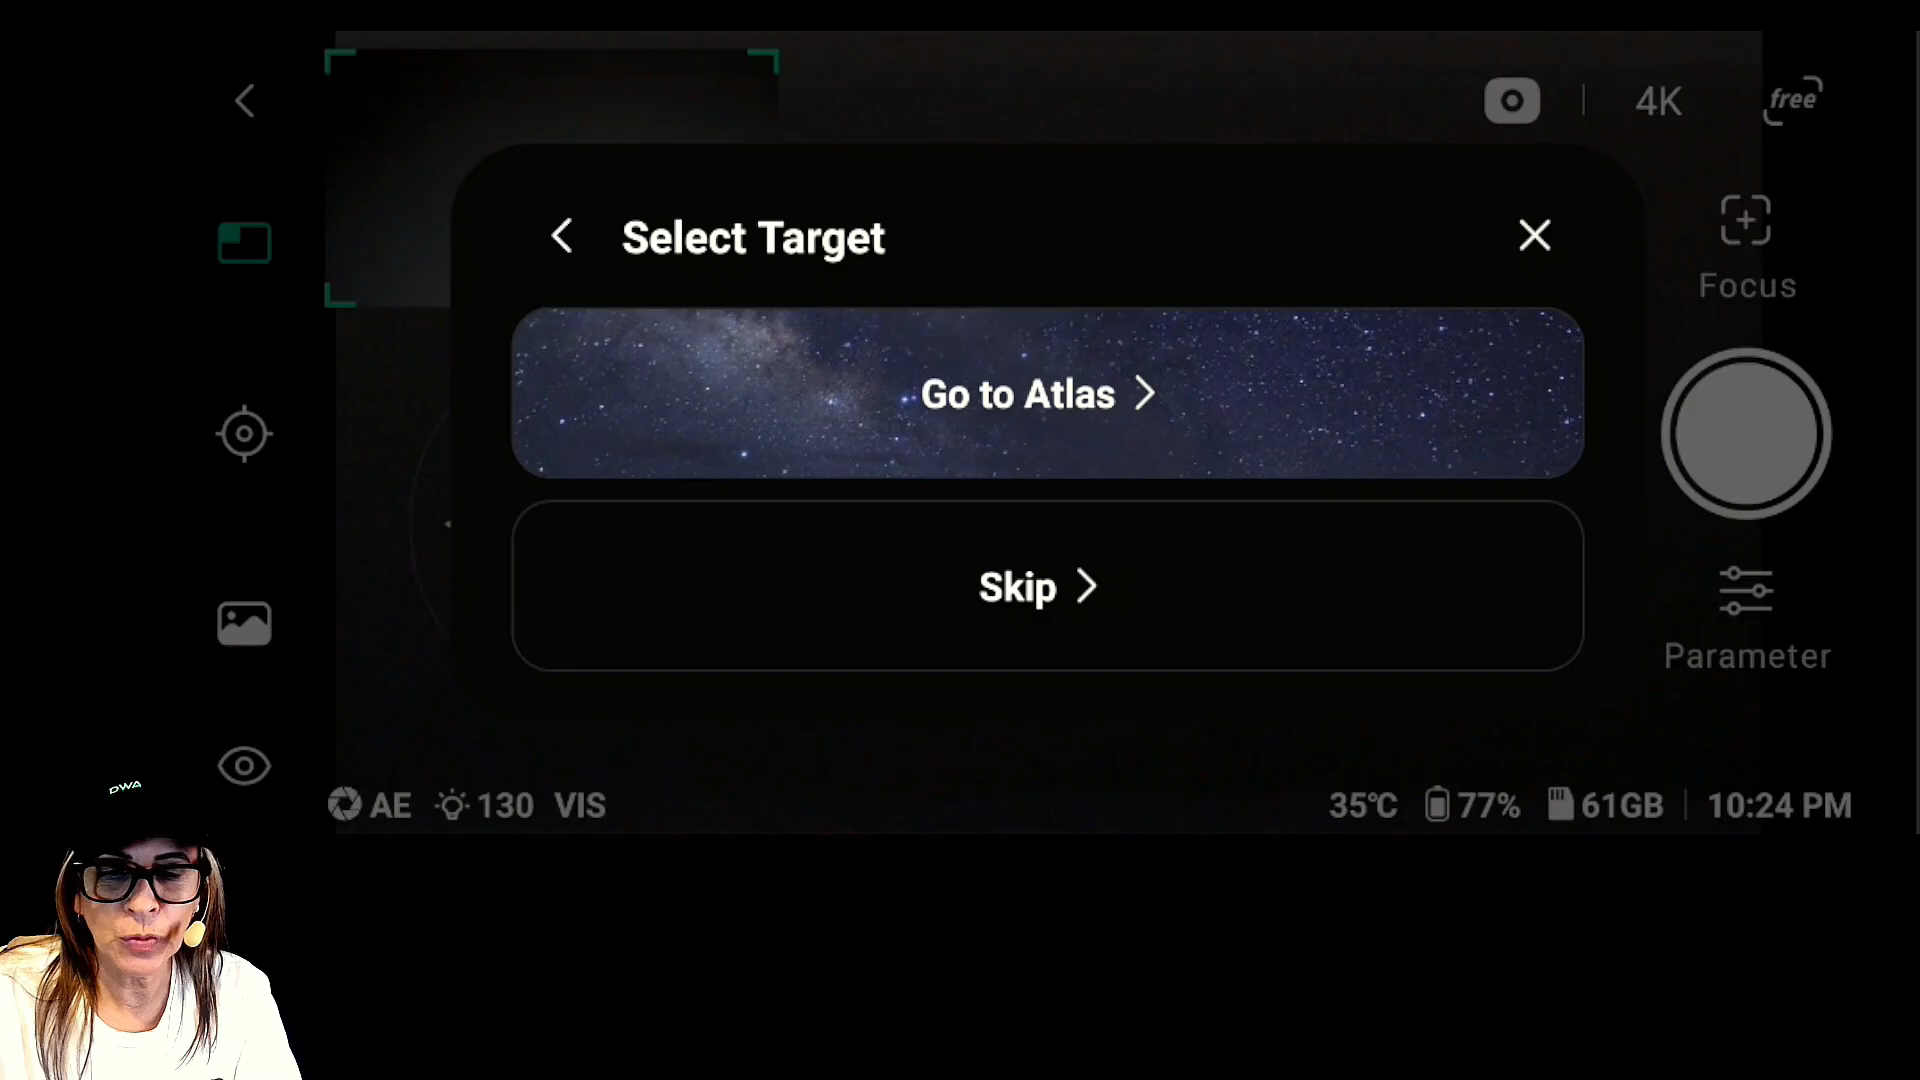 4K
free
Select Target
Focus
Go to Atlas
Skip
Parameter
DWA
AE 130 VIS
35℃ 77% 61GB 10:24 PM